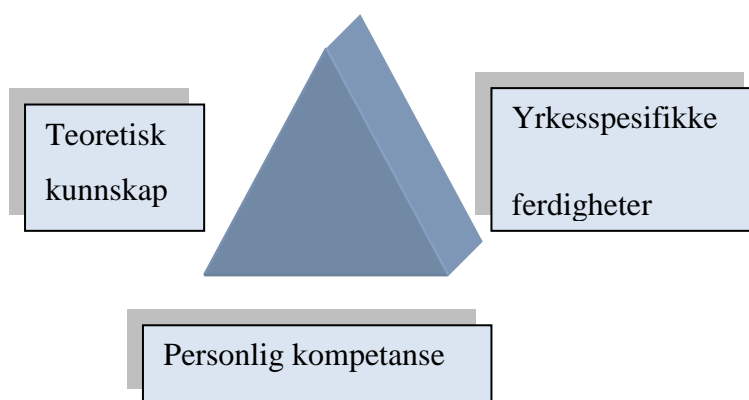 Teoretisk
kunnskap
Yrkesspesifikke
ferdigheter
Personlig kompetanse